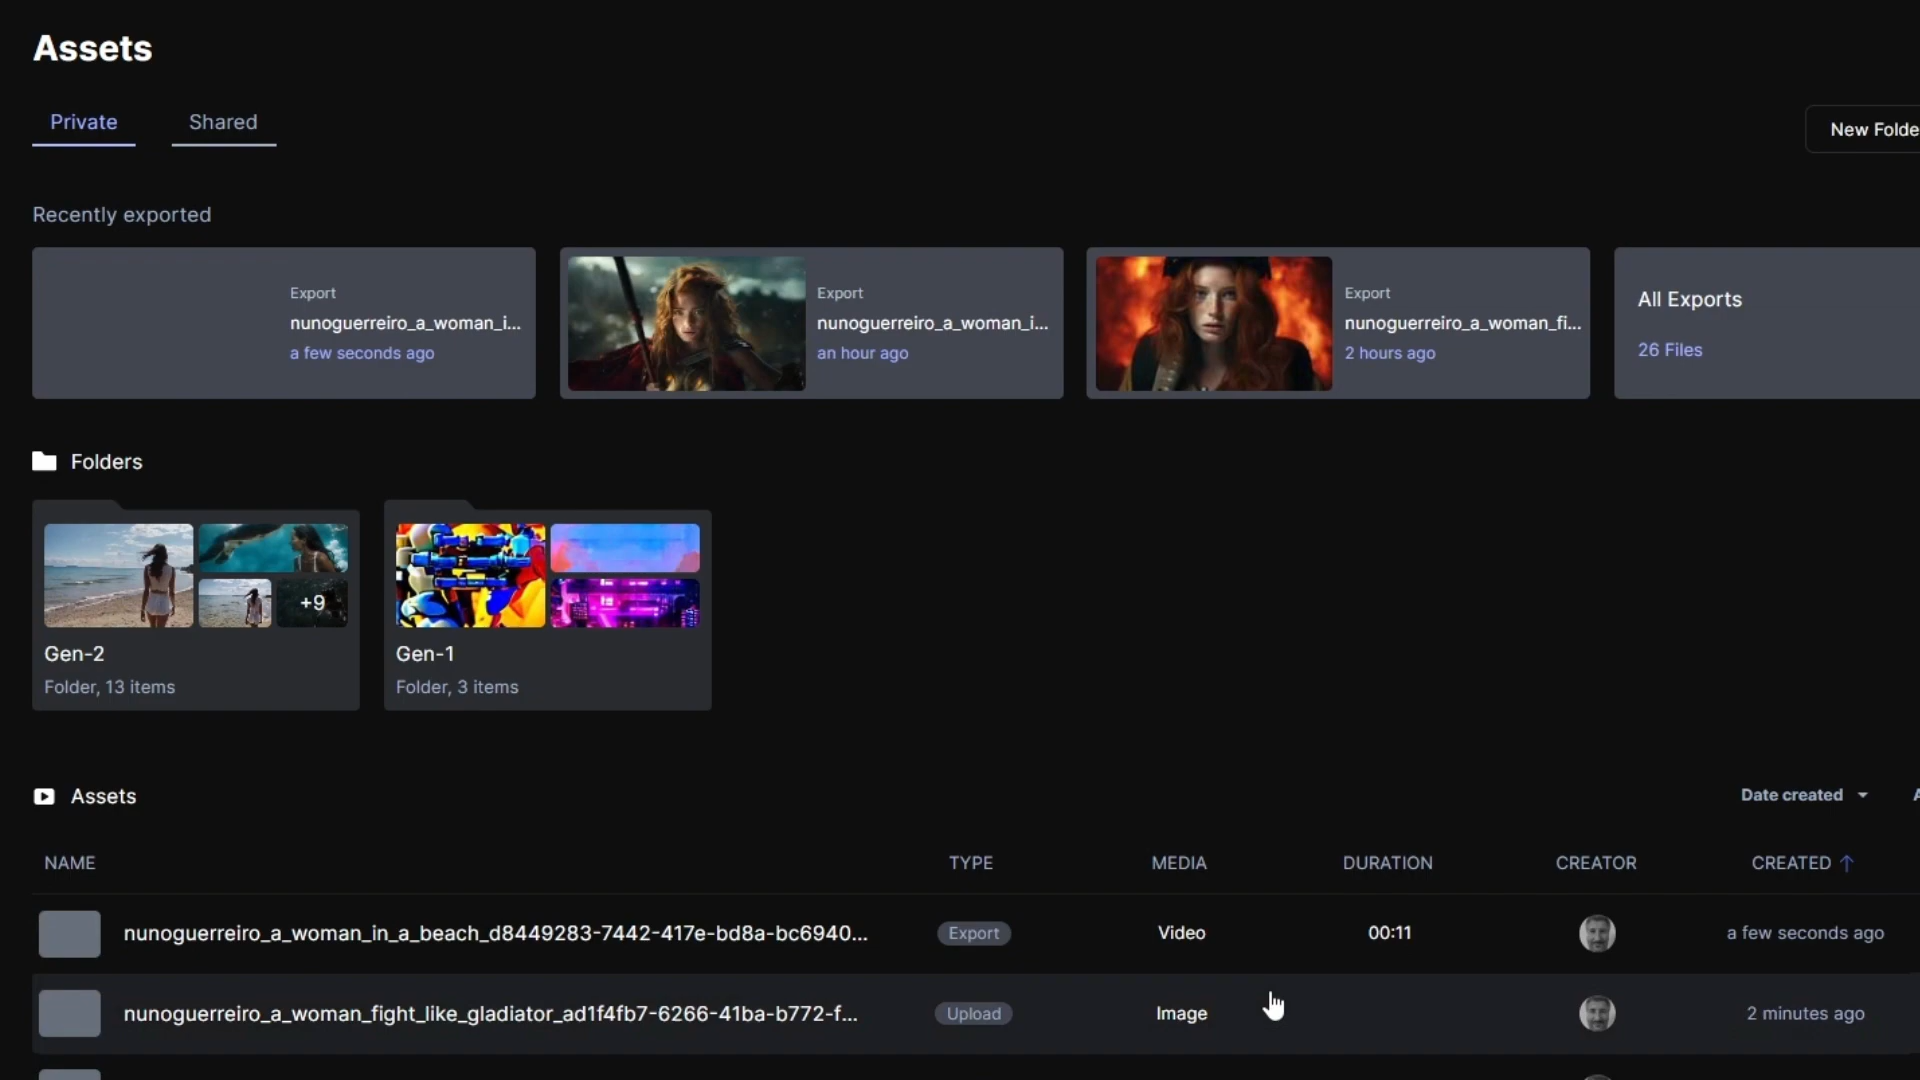 Assets
Private
Shared
New Folde
Recently exported
Export
nunoguerreiro_a_woman_i...
a few seconds ago
Export
nunoguerreiro_a_woman_i...
an hour ago
Export
nunoguerreiro_a_woman_fi...
2 hours ago
All Exports
26 Files
Folders
+9
Gen-2
Folder, 13 items
Gen-1
Folder, 3 items
Assets
Date created
NAME TYPE MEDIA DURATION CREATOR CREATED ↑
nunoguerreiro_a_woman_in_a_beach_d8449283-7442-417e-bd8a-bc6940... Export Video 00:11 a few seconds ago
nunoguerreiro_a_woman_fight_like_gladiator_ad1f4fb7-6266-41ba-b772-f... Upload Image 2 minutes ago